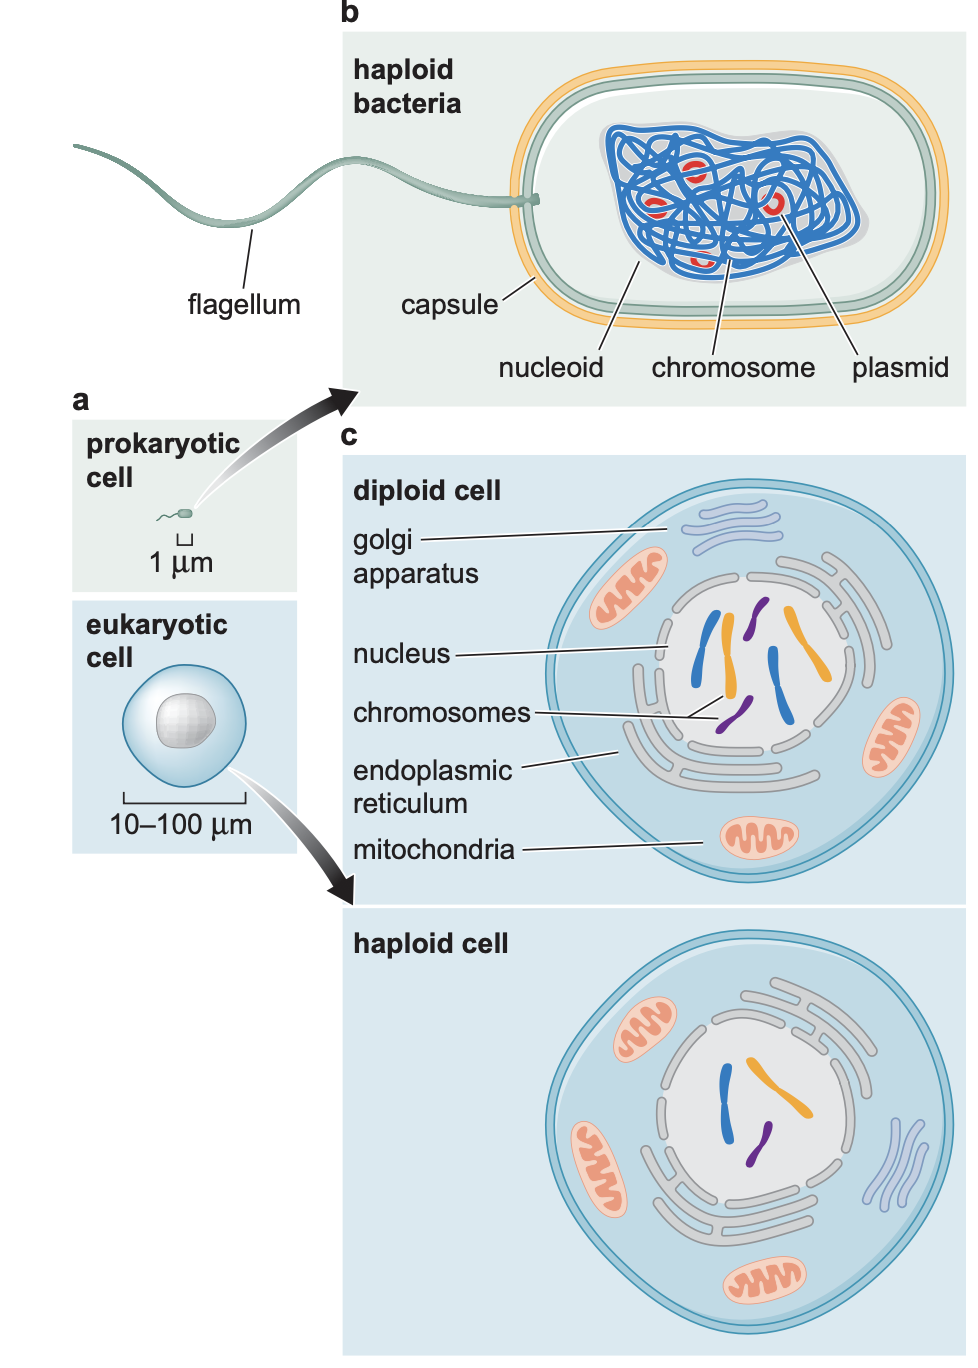 b
haploid
bacteria
flagellum
capsule
nucleoid
chromosome
plasmid
a
prokaryotic
cell
1 µm
eukaryotic
cell
10–100 µm
c
diploid cell
golgi
apparatus
nucleus
chromosomes
endoplasmic
reticulum
mitochondria
haploid cell